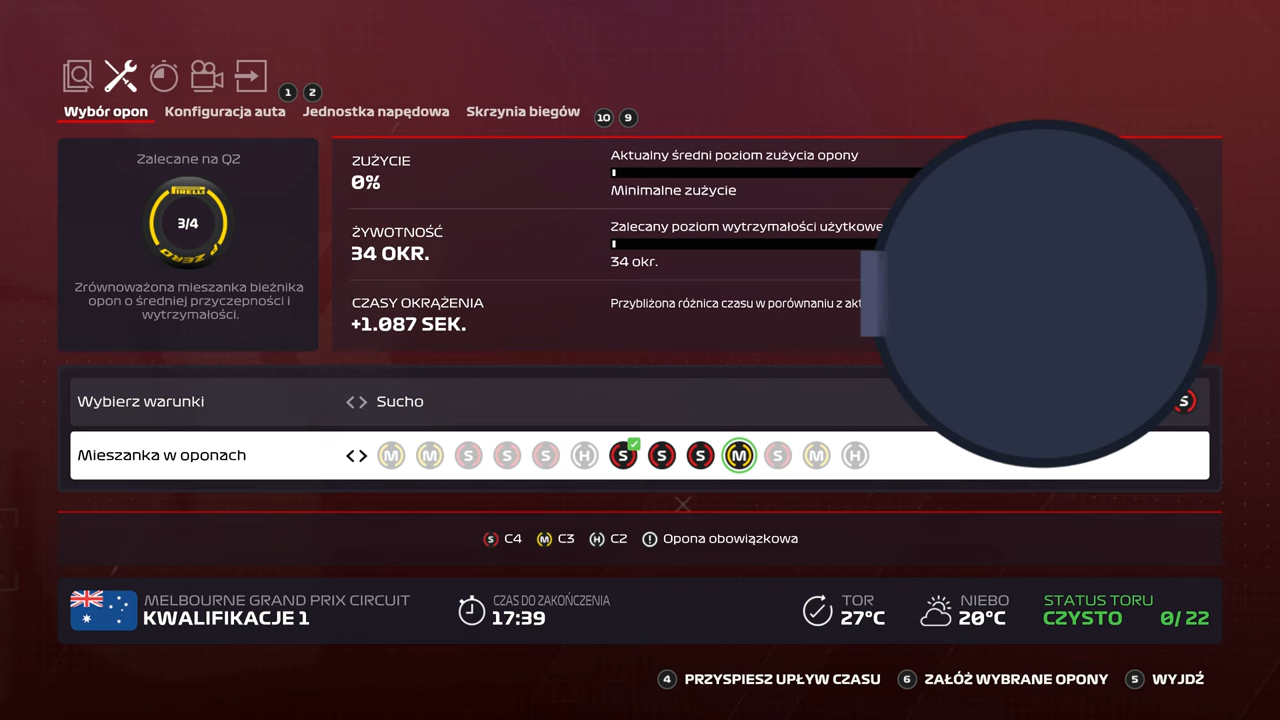 1 2
Wybór opon Konfiguracja auta Jednostka napędowa Skrzynia biegów 10 9
Zalecane na Q2
PIRELLI
3/4
P ZERO
Zrównoważona mieszanka bieżnika
opon o średniej przyczepności i
wytrzymałości.
ZUŻYCIE
0%
Aktualny średni poziom zużycia opony
Minimalne zużycie
ŻYWOTNOŚĆ
34 OKR.
Zalecany poziom wytrzymałości
34 okr.
CZASY OKRĄŻENIA
+1.087 SEK.
Przybliżona różnica czasu w porównaniu z
Wybierz warunki Sucho S
Mieszanka w oponach M M S S S H S S S M S M H
S C4 M C3 H C2 ! Opona obowiązkowa
MELBOURNE GRAND PRIX CIRCUIT
KWALIFIKACJE 1
CZAS DO ZAKOŃCZENIA
17:39
TOR
27°C
NIEBO
20°C
STATUS TORU
CZYSTO 0/22
4 PRZYSPIESZ UPŁYW CZASU 6 ZAŁÓŻ WYBRANE OPONY 5 WYJDŹ